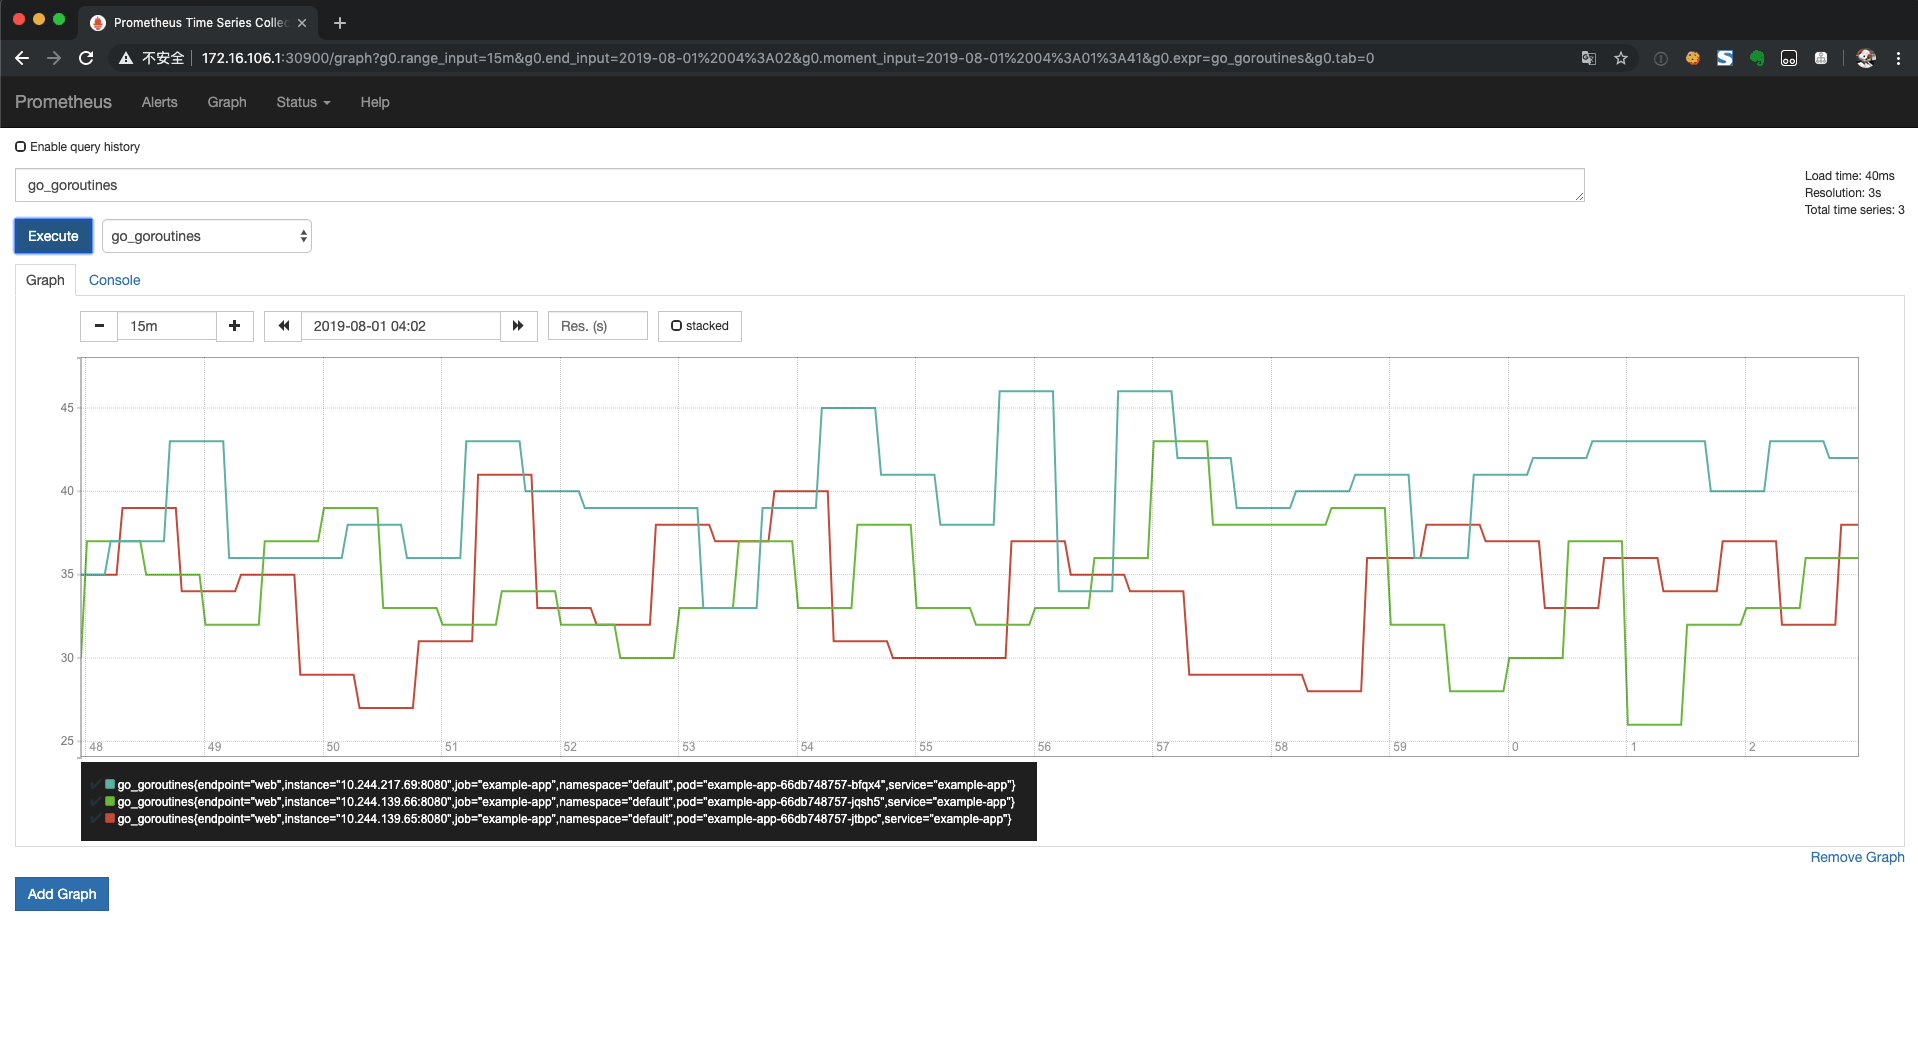 Prometheus Time Series Collec
不安全 172.16.106.1:30900/graph?g0.range_input=15m&g0.end_input=2019-08-01%2004%3A02&g0.moment_input=2019-08-01%2004%3A01%3A41&g0.expr=go_goroutines&g0.tab=0
Prometheus Alerts Graph Status Help
Enable query history
go_goroutines
Load time: 40ms
Resolution: 3s
Total time series: 3
Execute go_goroutines
Graph Console
15m 2019-08-01 04:02 Res. (s) stacked
45
40
35
30
25
48 49 50 51 52 53 54 55 56 57 58 59 0 1 2
go_goroutines{endpoint="web",instance="10.244.217.69:8080",job="example-app",namespace="default",pod="example-app-66db748757-bfqx4",service="example-app"}
go_goroutines{endpoint="web",instance="10.244.139.66:8080",job="example-app",namespace="default",pod="example-app-66db748757-jqsh5",service="example-app"}
go_goroutines{endpoint="web",instance="10.244.139.65:8080",job="example-app",namespace="default",pod="example-app-66db748757-jtbpc",service="example-app"}
Remove Graph
Add Graph